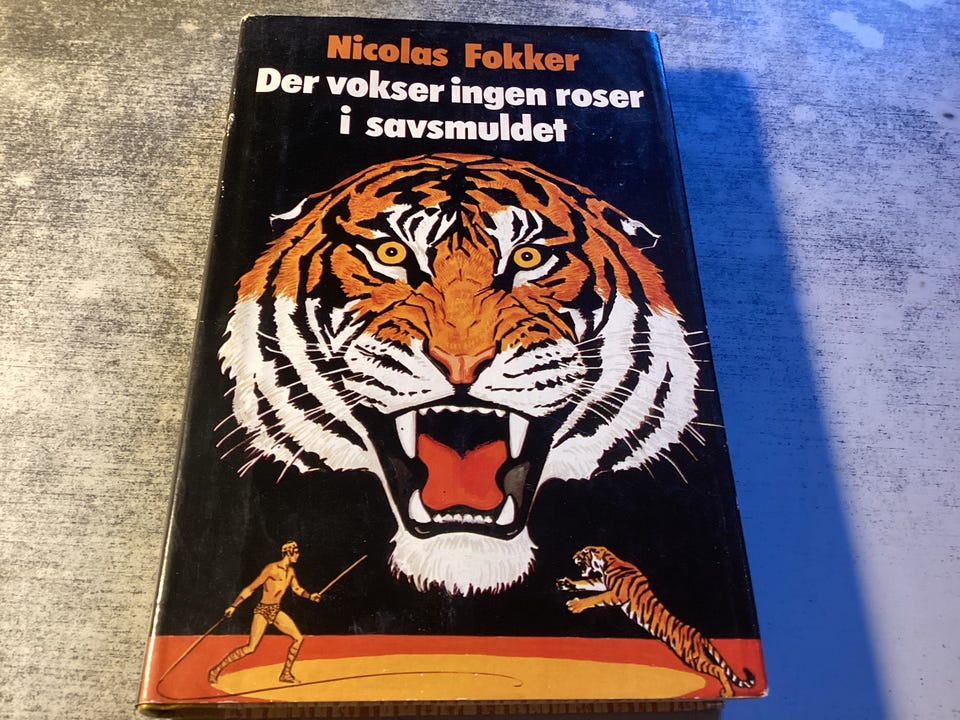 Nicolas Fokker
Der vokser ingen roser
i savsmuldet